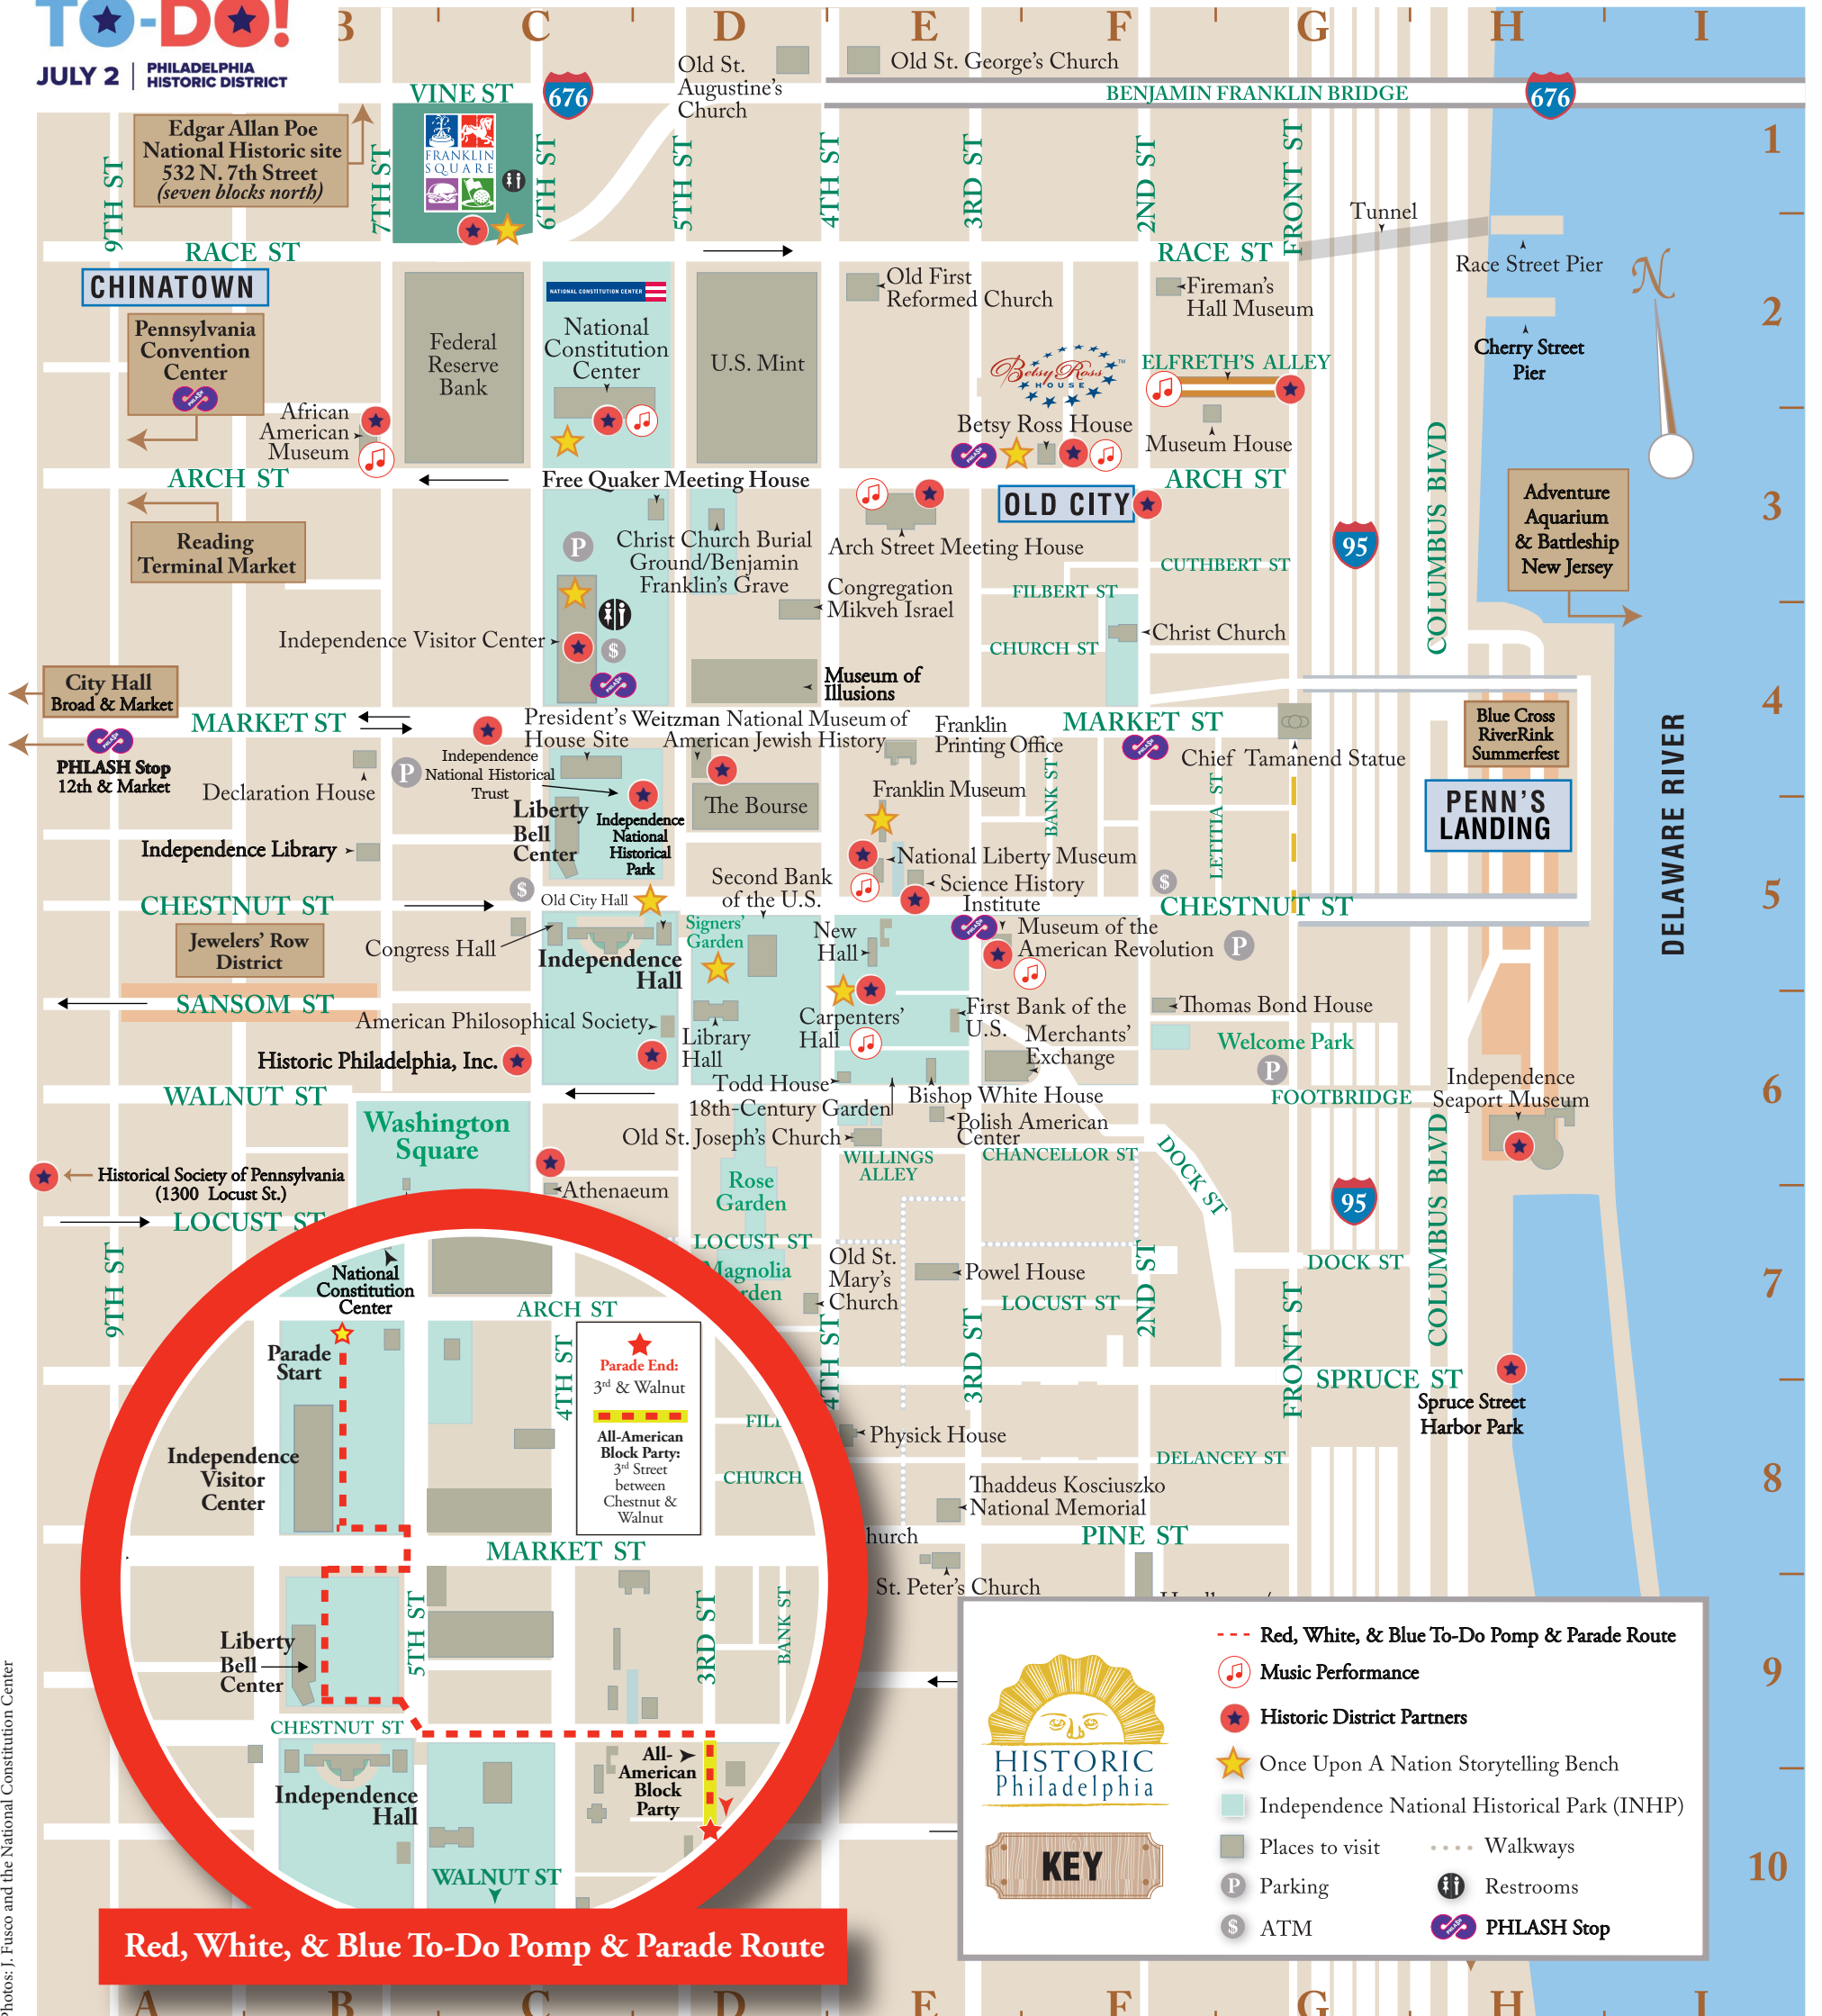 TO-DO!
JULY 2 | PHILADELPHIA
HISTORIC DISTRICT
B
C
D
E
F
G
H
I
Old St.
Augustine's
Church
Old St. George's Church
VINE ST
676
BENJAMIN FRANKLIN BRIDGE
676
Edgar Allan Poe
National Historic site
532 N. 7th Street
(seven blocks north)
FRANKLIN
SQUARE
9TH ST
7TH ST
6TH ST
5TH ST
4TH ST
3RD ST
2ND ST
FRONT ST
1
Tunnel
RACE ST
RACE ST
Race Street Pier
N
CHINATOWN
NATIONAL CONSTITUTION CENTER
Old First
Reformed Church
Fireman's
Hall Museum
2
Pennsylvania
Convention
Center
PHLASH
Federal
Reserve
Bank
National
Constitution
Center
U.S. Mint
Betsy Ross
HOUSE
TM
ELFRETH'S ALLEY
Cherry Street
Pier
African
American
Museum
Betsy Ross House
PHLASH
Museum House
COLUMBUS BLVD
ARCH ST
Free Quaker Meeting House
ARCH ST
Reading
Terminal Market
P
Christ Church Burial
Ground/Benjamin
Franklin's Grave
Arch Street Meeting House
OLD CITY
95
Adventure
Aquarium
& Battleship
New Jersey
3
CUTHBERT ST
FILBERT ST
Congregation
Mikveh Israel
Independence Visitor Center
$
PHLASH
CHURCH ST
Christ Church
Museum of
Illusions
City Hall
Broad & Market
4
MARKET ST
President's
House Site
Weitzman National Museum of
American Jewish History
Franklin
Printing Office
MARKET ST
PHLASH
Chief Tamanend Statue
Blue Cross
RiverRink
Summerfest
PHLASH
PHLASH Stop
12th & Market
Declaration House
P
Independence
National Historical
Trust
Liberty
Bell
Center
Independence
National
Historical
Park
The Bourse
Franklin Museum
BANK ST
LETITIA ST
PENN'S
LANDING
DELAWARE RIVER
Independence Library
National Liberty Museum
Second Bank
of the U.S.
Science History
Institute
$
$
Old City Hall
5
CHESTNUT ST
CHESTNUT ST
Jewelers' Row
District
Congress Hall
Independence
Hall
Signers'
Garden
New
Hall
PHLASH
Museum of the
American Revolution
P
SANSOM ST
American Philosophical Society
Library
Hall
Carpenters'
Hall
First Bank of the
U.S.
Thomas Bond House
Merchants'
Exchange
Welcome Park
Historic Philadelphia, Inc.
P
Todd House
18th-Century Garden
Bishop White House
Independence
Seaport Museum
6
WALNUT ST
FOOTBRIDGE
Washington
Square
Old St. Joseph's Church
Polish American
Center
WILLINGS
ALLEY
CHANCELLOR ST
DOCK ST
COLUMBUS BLVD
Historical Society of Pennsylvania
(1300 Locust St.)
Athenaeum
Rose
Garden
95
LOCUST ST
LOCUST ST
Magnolia
rden
Old St.
Mary's
Church
Powel House
LOCUST ST
DOCK ST
7
9TH ST
4TH ST
3RD ST
2ND ST
FRONT ST
SPRUCE ST
Spruce Street
Harbor Park
Physick House
DELANCEY ST
Thaddeus Kosciuszko
National Memorial
8
hurch
PINE ST
St. Peter's Church
National
Constitution
Center
ARCH ST
Parade
Start
4TH ST
Parade End:
3rd & Walnut
All-American
Block Party:
3rd Street
between
Chestnut &
Walnut
FILI
CHURCH
Independence
Visitor
Center
MARKET ST
5TH ST
3RD ST
BANK ST
Liberty
Bell
Center
CHESTNUT ST
Independence
Hall
All-
American
Block
Party
WALNUT ST
Red, White, & Blue To-Do Pomp & Parade Route
HISTORIC
Philadelphia
KEY
Red, White, & Blue To-Do Pomp & Parade Route
Music Performance
Historic District Partners
Once Upon A Nation Storytelling Bench
Independence National Historical Park (INHP)
Places to visit
Walkways
P Parking
Restrooms
$ ATM
PHLASH PHLASH Stop
9
10
Photos: J. Fusco and the National Constitution Center
A
B
C
D
E
F
G
H
I